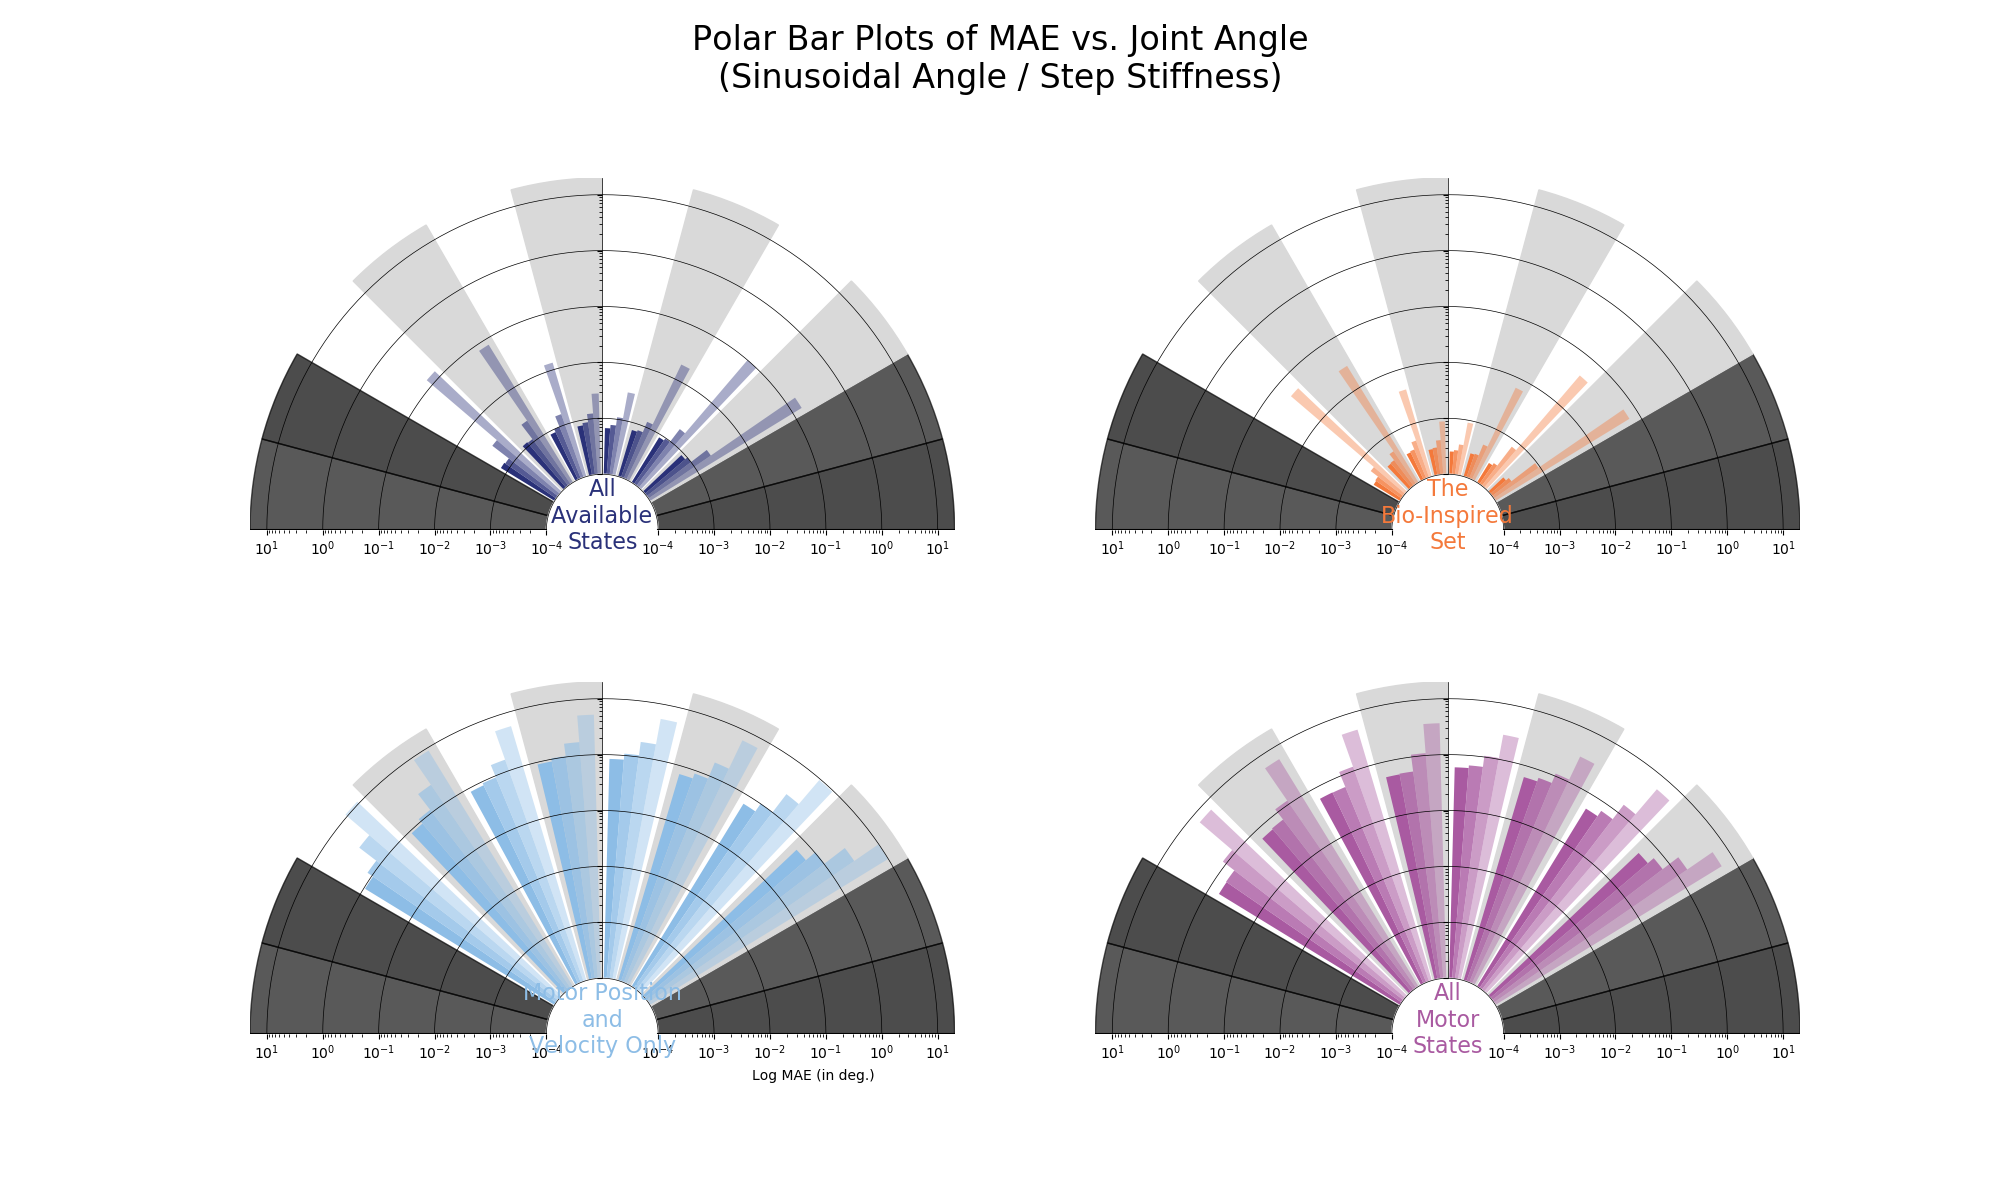 Polar Bar Plots of MAE vs. Joint Angle
(Sinusoidal Angle / Step Stiffness)
All
Available
States
10¹ 10⁰ 10⁻¹ 10⁻² 10⁻³ 10⁻⁴ 10⁻⁴ 10⁻³ 10⁻² 10⁻¹ 10⁰ 10¹
The
Bio-Inspired
Set
10¹ 10⁰ 10⁻¹ 10⁻² 10⁻³ 10⁻⁴ 10⁻⁴ 10⁻³ 10⁻² 10⁻¹ 10⁰ 10¹
Motor Position
and
Velocity Only
10¹ 10⁰ 10⁻¹ 10⁻² 10⁻³ 10⁻⁴ 10⁻⁴ 10⁻³ 10⁻² 10⁻¹ 10⁰ 10¹
Log MAE (in deg.)
All
Motor
States
10¹ 10⁰ 10⁻¹ 10⁻² 10⁻³ 10⁻⁴ 10⁻⁴ 10⁻³ 10⁻² 10⁻¹ 10⁰ 10¹